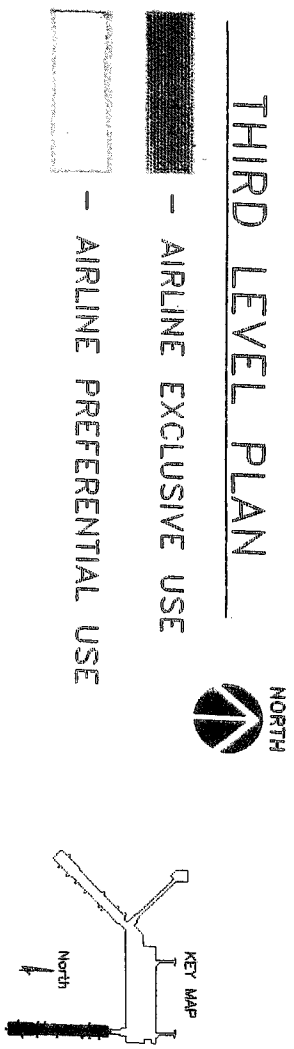 THIRD LEVEL PLAN
- AIRLINE EXCLUSIVE USE
- AIRLINE PREFERENTIAL USE
NORTH
KEY MAP
North